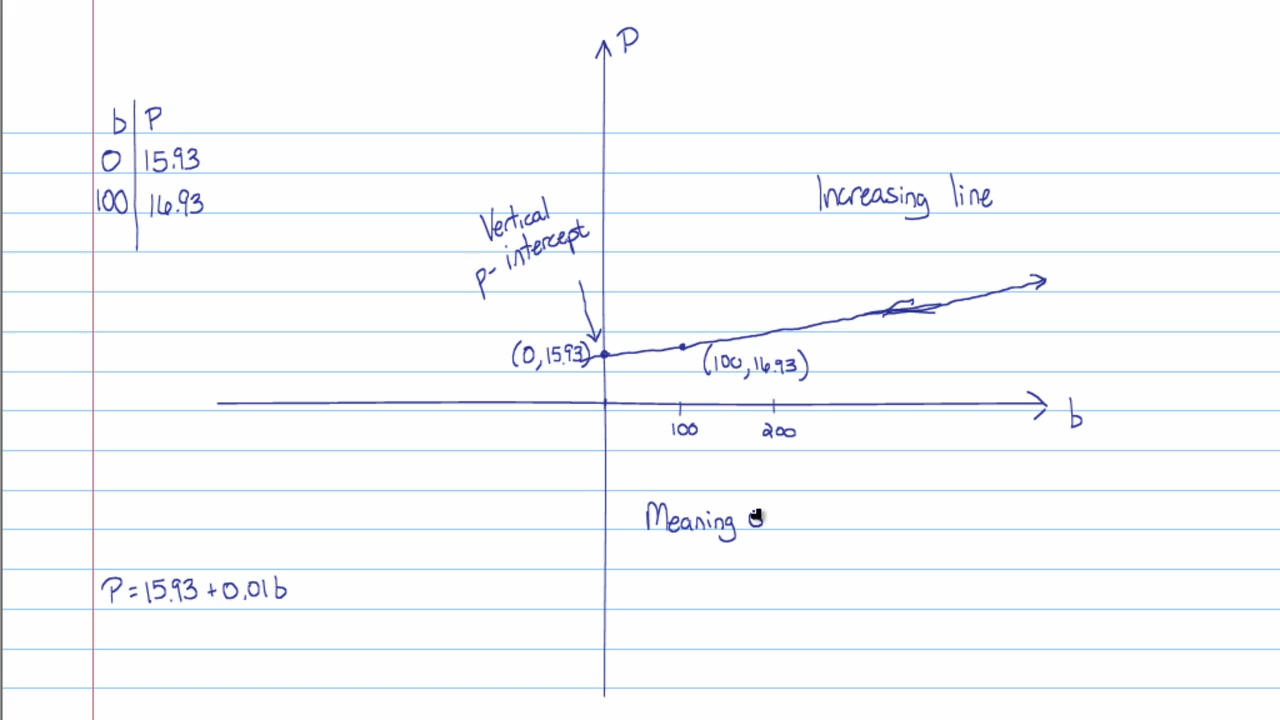 P
b P
0 15.93
100 16.93
Increasing line
Vertical
p- intercept
(0, 15.93)
(100, 16.93)
100 200
b
Meaning
P = 15.93 + 0.01b